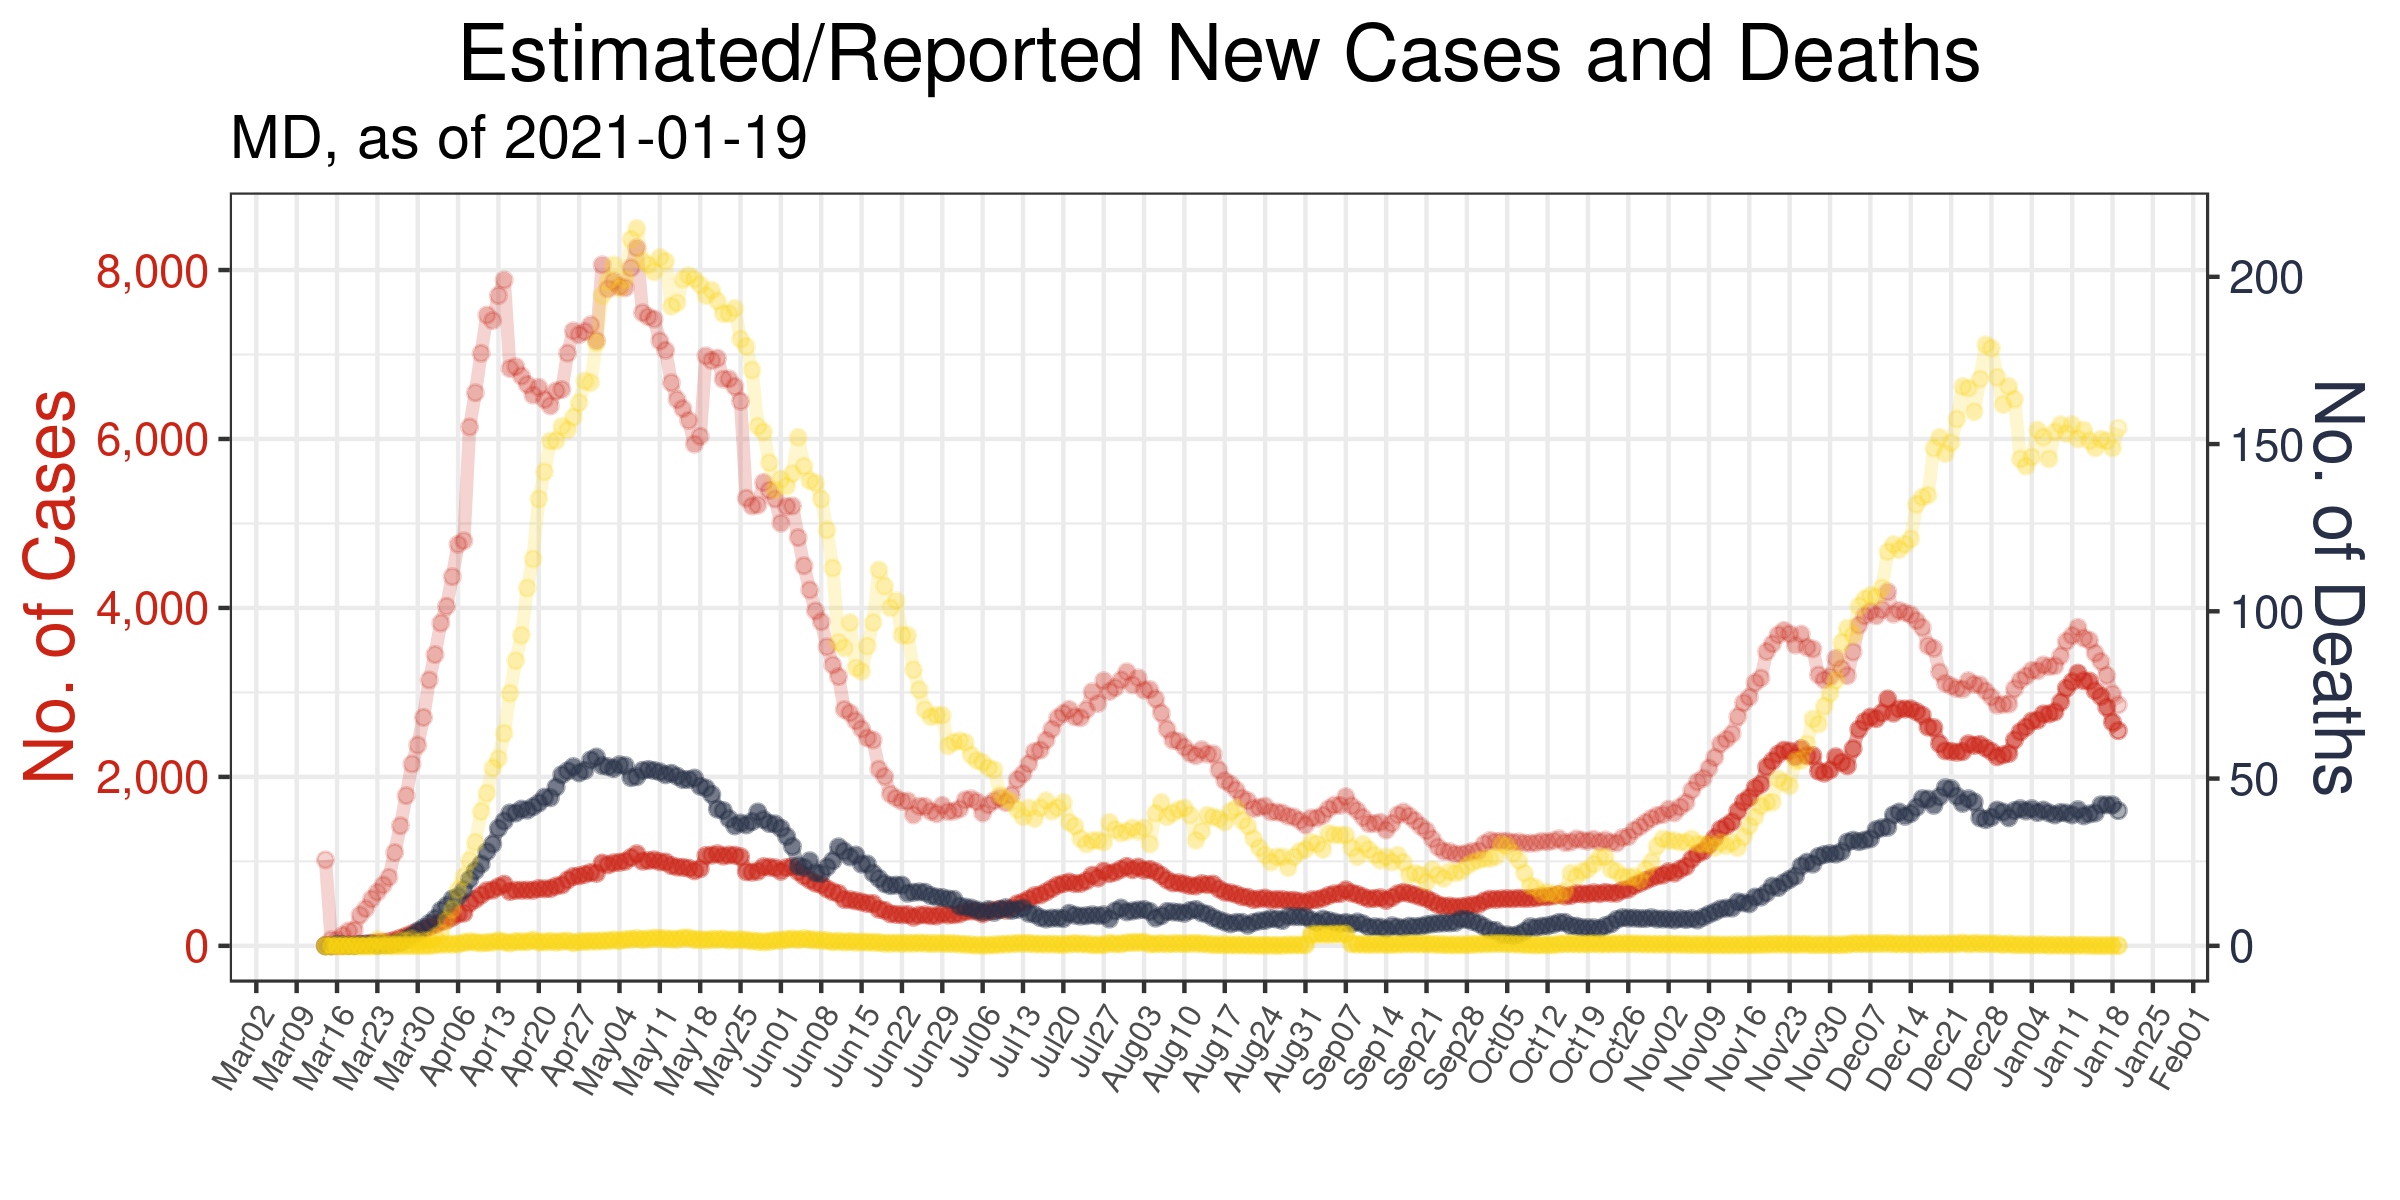 Estimated/Reported New Cases and Deaths
MD, as of 2021-01-19
No. of Cases
8,000
6,000
4,000
2,000
0
200
150
100
50
0
No. of Deaths
Mar02 Mar09 Mar16 Mar23 Mar30 Apr06 Apr13 Apr20 Apr27 May04 May11 May18 May25 Jun01 Jun08 Jun15 Jun22 Jun29 Jul06 Jul13 Jul20 Jul27 Aug03 Aug10 Aug17 Aug24 Aug31 Sep07 Sep14 Sep21 Sep28 Oct05 Oct12 Oct19 Oct26 Nov02 Nov09 Nov16 Nov23 Nov30 Dec07 Dec14 Dec21 Dec28 Jan04 Jan11 Jan18 Jan25 Feb01